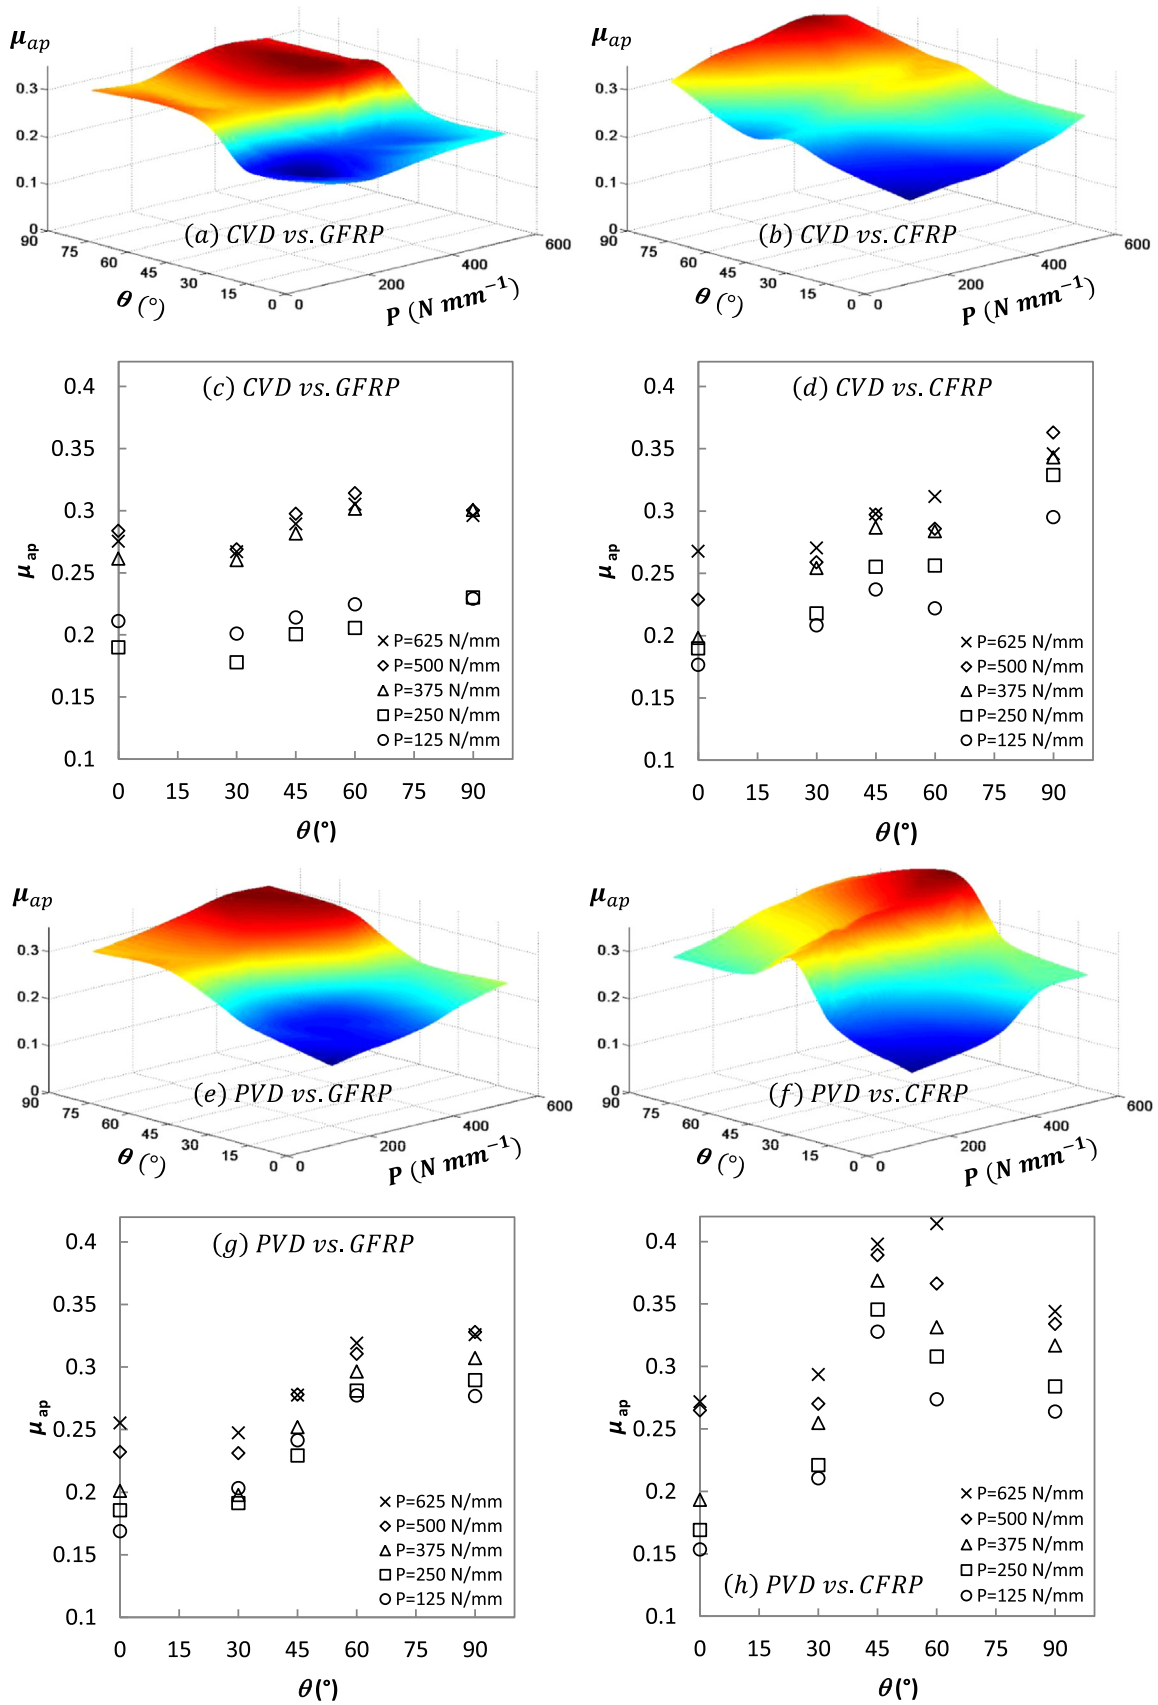 μap
0.3
0.2
0.1
0
90
75
60
45
30
15
0
0
200
400
600
θ (°)
P (N mm⁻¹)
(a) CVD vs. GFRP
μap
0.3
0.2
0.1
0
90
75
60
45
30
15
0
0
200
400
600
θ (°)
P (N mm⁻¹)
(b) CVD vs. CFRP
(c) CVD vs. GFRP
0.4
0.35
0.3
0.25
0.2
0.15
0.1
μap
P=625 N/mm
P=500 N/mm
P=375 N/mm
P=250 N/mm
P=125 N/mm
0 15 30 45 60 75 90
θ (°)
(d) CVD vs. CFRP
0.4
0.35
0.3
0.25
0.2
0.15
0.1
μap
P=625 N/mm
P=500 N/mm
P=375 N/mm
P=250 N/mm
P=125 N/mm
0 15 30 45 60 75 90
θ (°)
μap
0.3
0.2
0.1
0
90
75
60
45
30
15
0
0
200
400
600
θ (°)
P (N mm⁻¹)
(e) PVD vs. GFRP
μap
0.3
0.2
0.1
0
90
75
60
45
30
15
0
0
200
400
600
θ (°)
P (N mm⁻¹)
(f) PVD vs. CFRP
(g) PVD vs. GFRP
0.4
0.35
0.3
0.25
0.2
0.15
0.1
μap
P=625 N/mm
P=500 N/mm
P=375 N/mm
P=250 N/mm
P=125 N/mm
0 15 30 45 60 75 90
θ (°)
0.4
0.35
0.3
0.25
0.2
0.15
0.1
μap
P=625 N/mm
P=500 N/mm
P=375 N/mm
P=250 N/mm
P=125 N/mm
(h) PVD vs. CFRP
0 15 30 45 60 75 90
θ (°)